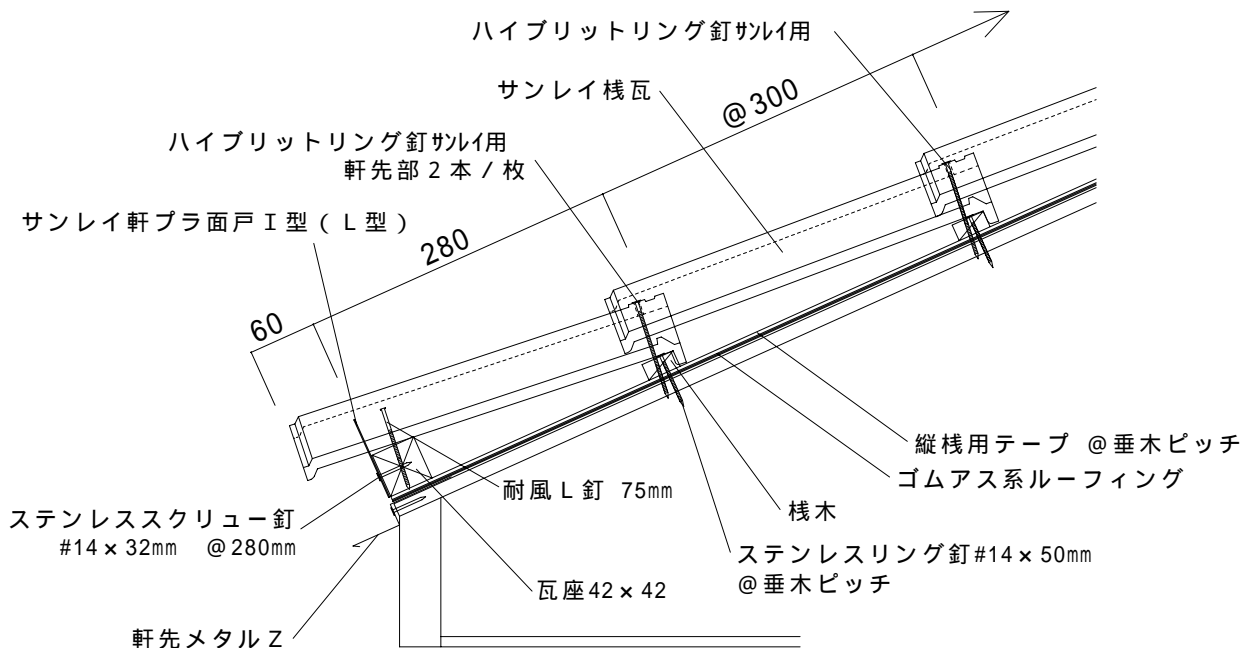 ハイブリットリング釘ｻﾝﾚｲ用
サンレイ桟瓦
@300
ハイブリットリング釘ｻﾝﾚｲ用
軒先部２本／枚
サンレイ軒プラ面戸Ｉ型（Ｌ型）
280
60
縦桟用テープ @垂木ピッチ
ゴムアス系ルーフィング
耐風Ｌ釘 75㎜
桟木
ステンレススクリュー釘
#14×32㎜ @280㎜
ステンレスリング釘#14×50㎜
@垂木ピッチ
瓦座42×42
軒先メタルＺ